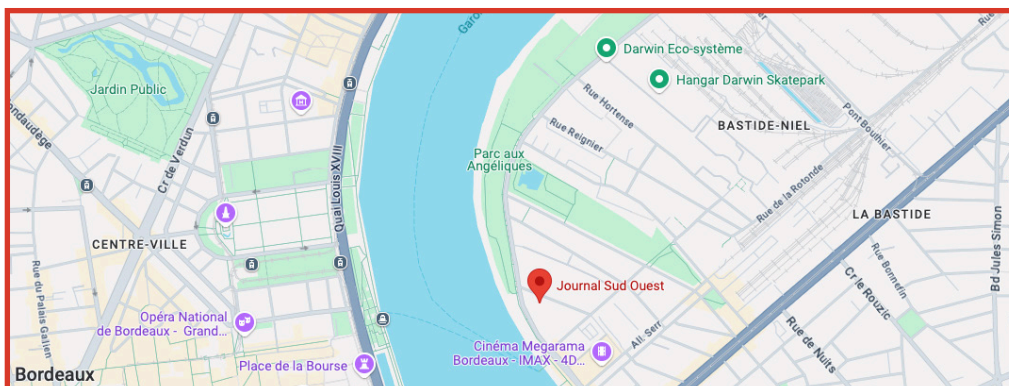 Garo
Darwin Eco-système
Hangar Darwin Skatepark
Jardin Public
ondaudège
Cr de Verdun
Rue Hortense
Rue Reignier
BASTIDE-NIEL
Pont Bouthier
Parc aux
Angéliques
Quai Louis XVIII
Rue de la Rotonde
LA BASTIDE
CENTRE-VILLE
Rue du Palais Galien
Rue Bonnefin
Bd Jules Simon
Cr le Rouzic
Journal Sud Ouest
Opéra National
de Bordeaux - Grand...
All. Serr
Rue de Nuits
Cinéma Megarama
Bordeaux - IMAX - 4D...
Place de la Bourse
Bordeaux